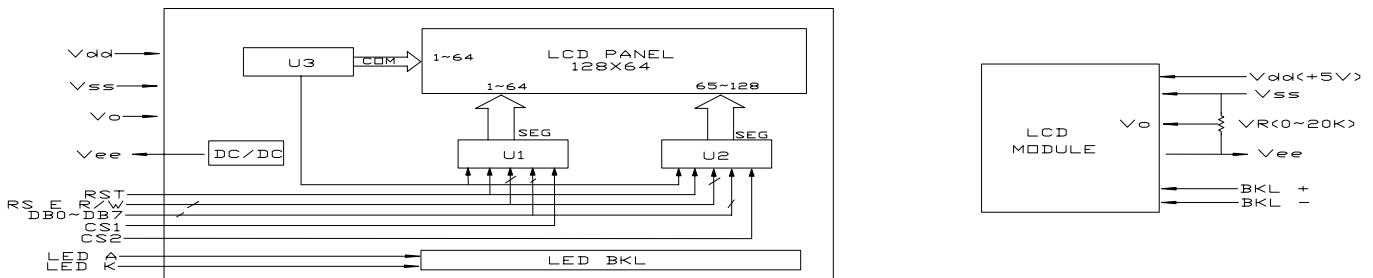 Vdd
Vss
Vo
Vee
DC/DC
U3
COM
1~64
LCD PANEL
128X64
1~64
65~128
SEG
SEG
U1
U2
RST
RS E R/W
DB0~DB7
CS1
CS2
LED A
LED K
LED BKL
LCD
MODULE
Vo
Vdd(+5V)
Vss
VR(0~20K)
Vee
BKL +
BKL -